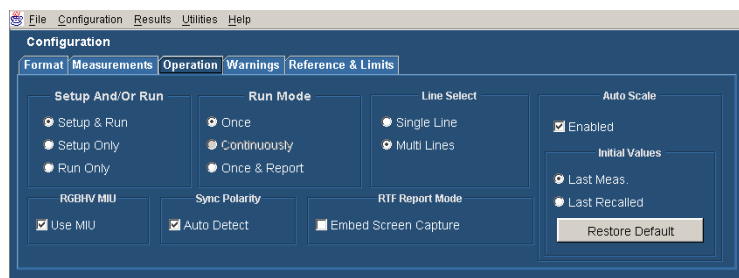 File Configuration Results Utilities Help
Configuration
Format Measurements Operation Warnings Reference & Limits
Setup And/Or Run
Setup & Run
Setup Only
Run Only
Run Mode
Once
Continuously
Once & Report
Line Select
Single Line
Multi Lines
Auto Scale
Enabled
Initial Values
Last Meas.
Last Recalled
Restore Default
RGBHV MIU
Use MIU
Sync Polarity
Auto Detect
RTF Report Mode
Embed Screen Capture